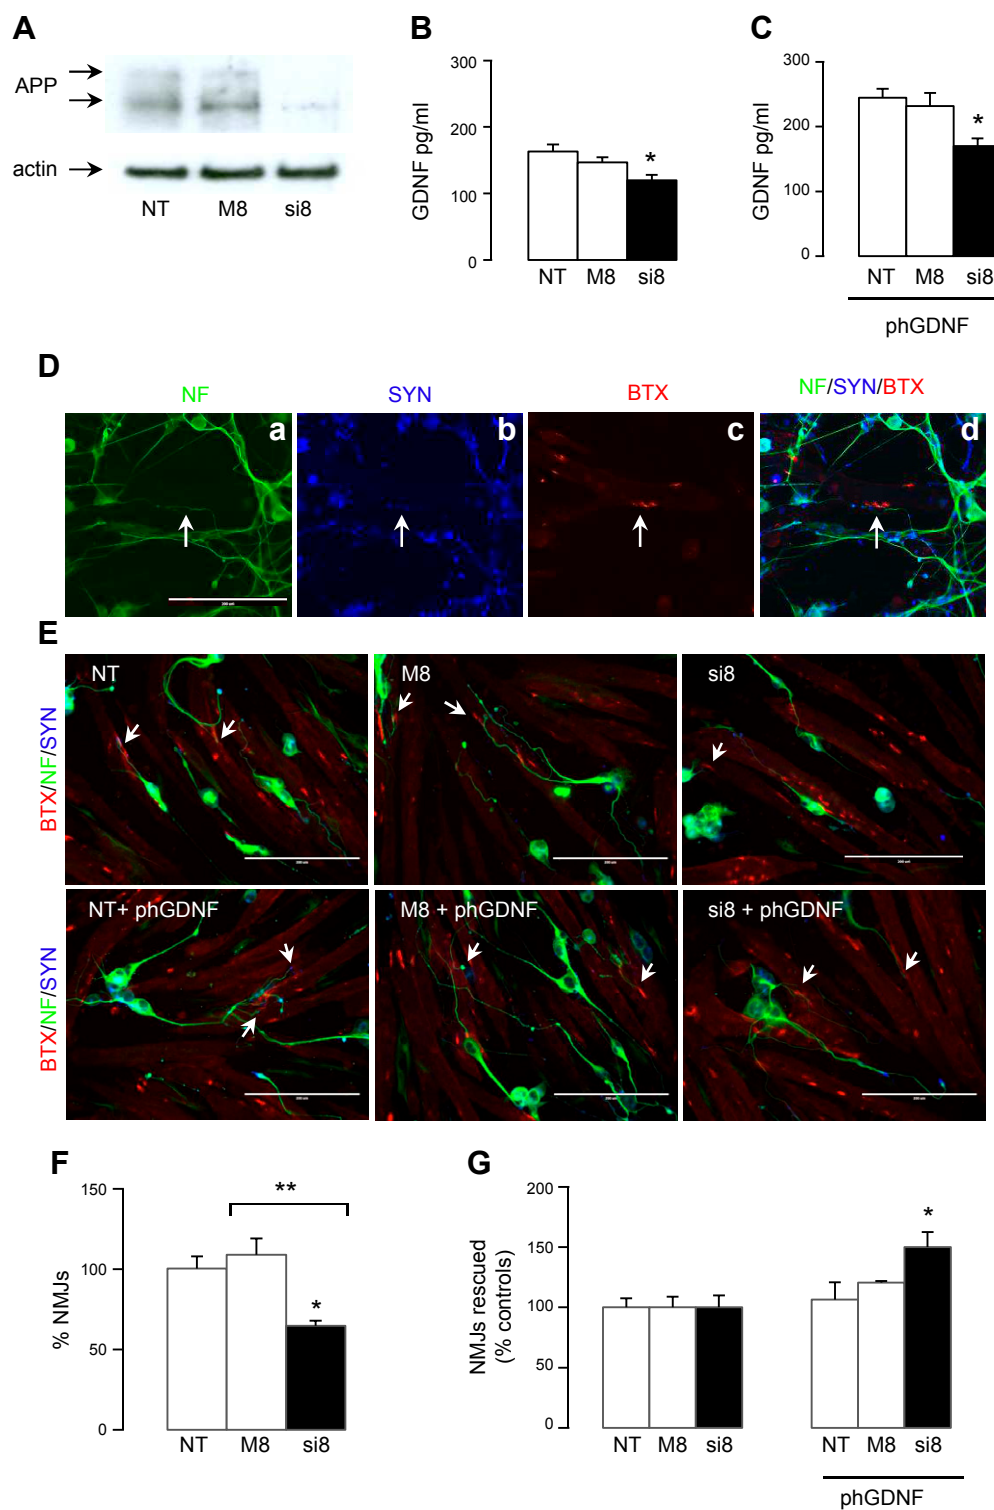 A
APP
actin
NT M8 si8
B
GDNF pg/ml
300
200
100
0
*
NT M8 si8
C
GDNF pg/ml
300
200
100
0
*
NT M8 si8
phGDNF
D
NF SYN BTX NF/SYN/BTX
a b c d
E
BTX/NF/SYN
NT M8 si8
BTX/NF/SYN
NT+ phGDNF M8 + phGDNF si8 + phGDNF
F
% NMJs
150
100
50
0
**
*
NT M8 si8
G
NMJs rescued
(% controls)
200
150
100
50
0
*
NT M8 si8 NT M8 si8
phGDNF